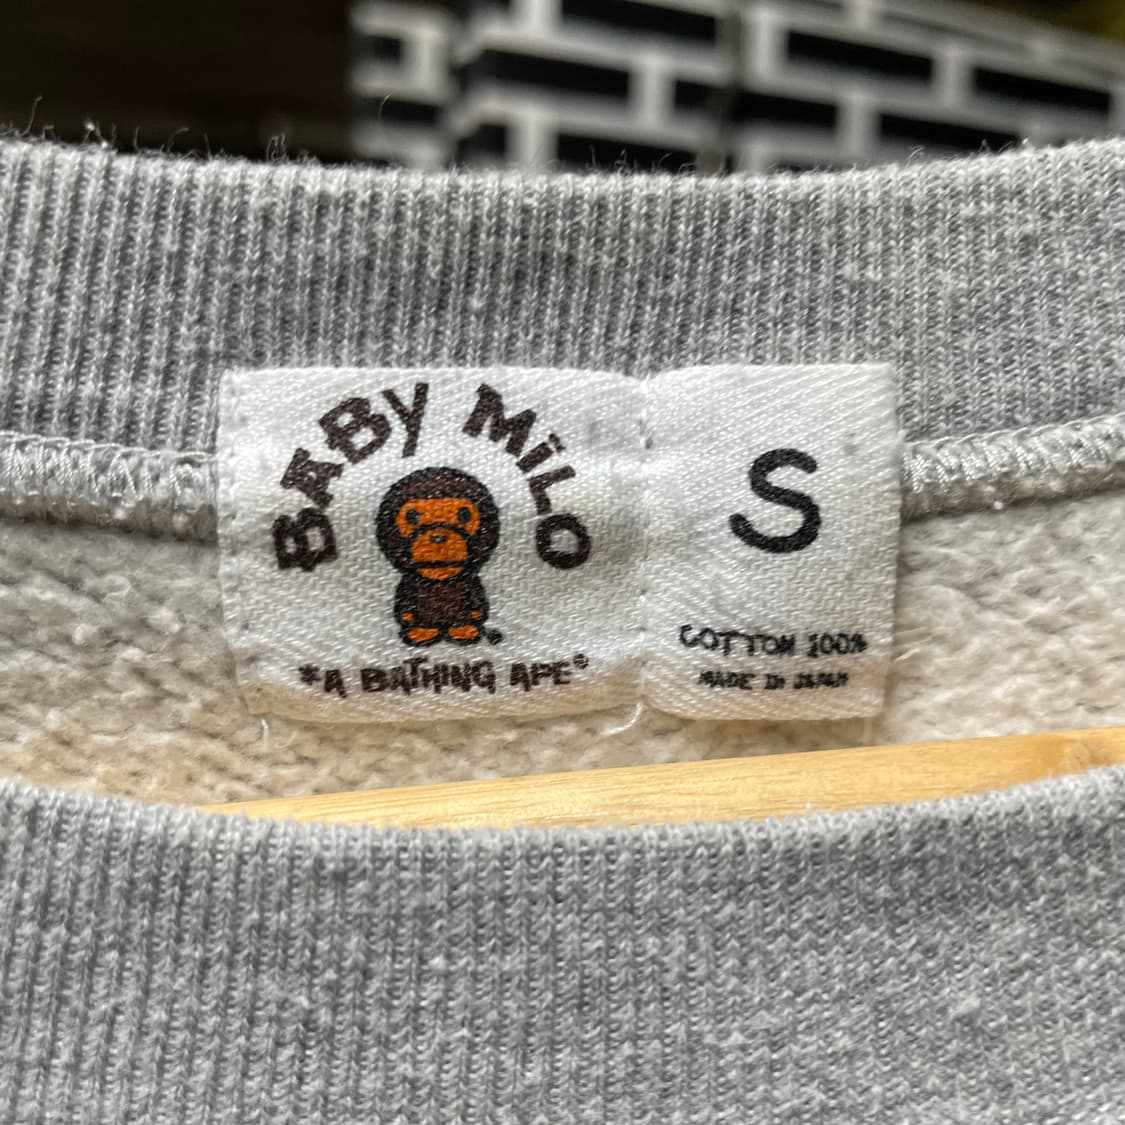 BABY MiLO
*A BATHING APE®
S
COTTON 100%
MADE IN JAPAN